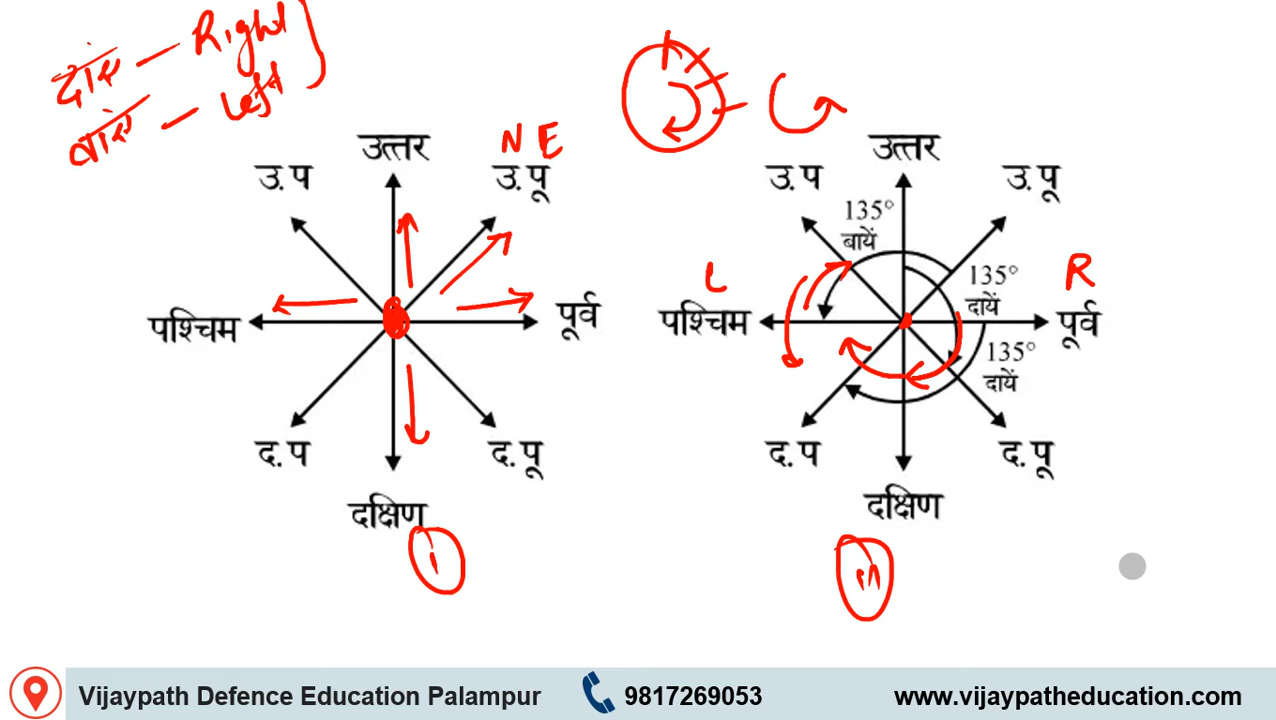 दायें – Right
बायें – Left
N E
उत्तर
उ. प
उ. पू
पश्चिम
पूर्व
द. प
द. पू
दक्षिण
i
उत्तर
उ. प
उ. पू
135°
बायें
135°
दायें
L
R
पश्चिम
पूर्व
135°
दायें
द. प
द. पू
दक्षिण
Vijaypath Defence Education Palampur
9817269053
www.vijaypatheducation.com